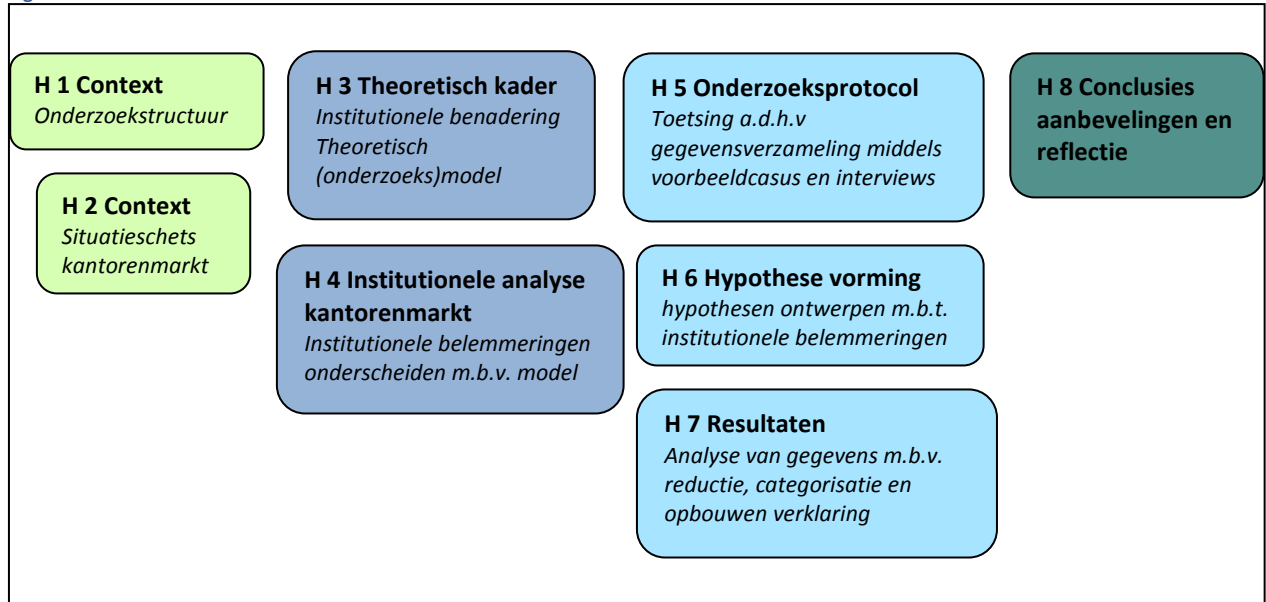 H 1 Context
Onderzoekstructuur
H 2 Context
Situatieschets
kantorenmarkt
H 3 Theoretisch kader
Institutionele benadering
Theoretisch
(onderzoeks)model
H 4 Institutionele analyse
kantorenmarkt
Institutionele belemmeringen
onderscheiden m.b.v. model
H 5 Onderzoeksprotocol
Toetsing a.d.h.v
gegevensverzameling middels
voorbeeldcasus en interviews
H 6 Hypothese vorming
hypothesen ontwerpen m.b.t.
institutionele belemmeringen
H 7 Resultaten
Analyse van gegevens m.b.v.
reductie, categorisatie en
opbouwen verklaring
H 8 Conclusies
aanbevelingen en
reflectie